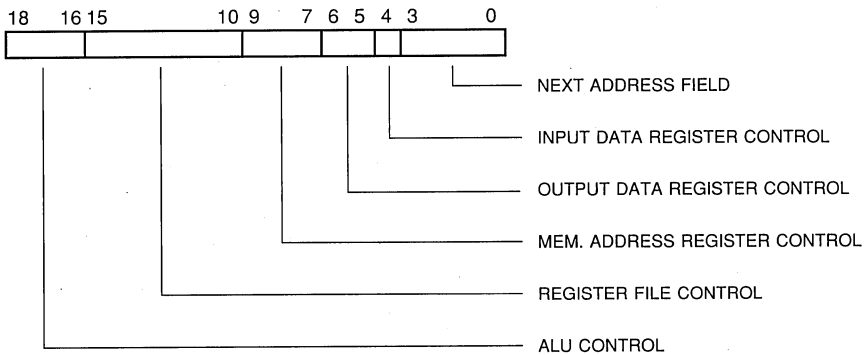 18 16 15 10 9 7 6 5 4 3 0
NEXT ADDRESS FIELD
INPUT DATA REGISTER CONTROL
OUTPUT DATA REGISTER CONTROL
MEM. ADDRESS REGISTER CONTROL
REGISTER FILE CONTROL
ALU CONTROL